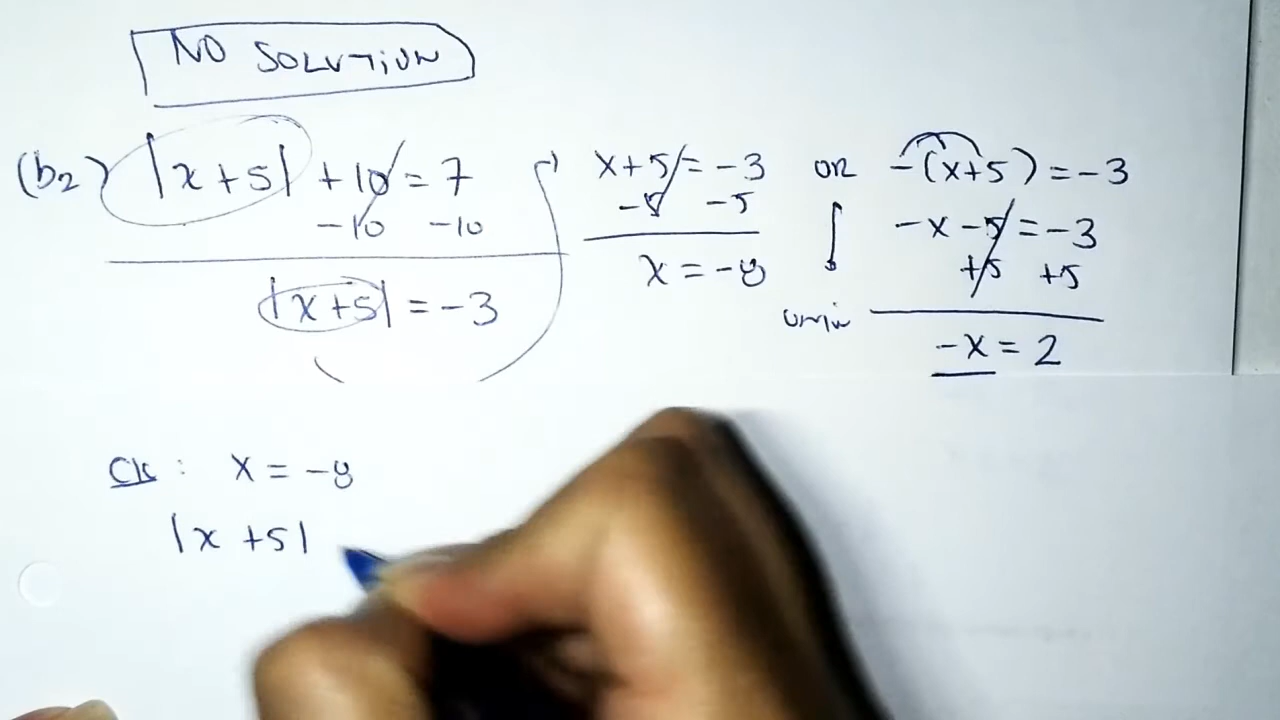 NO SOLUTION
(b₂) |x+5| +10 = 7
-10 -10
|x+5| = -3
x+5 = -3
-5 -5
x = -8
OR
-(x+5) = -3
-x -5 = -3
+5 +5
-x = 2
CK: x = -8
|x +5|